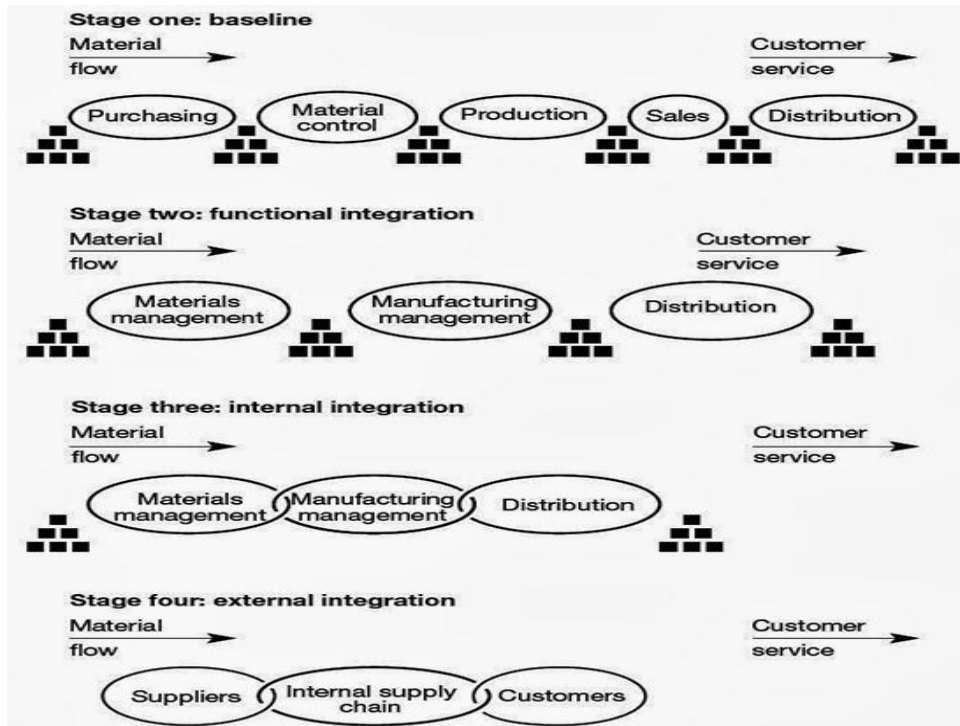 Stage one: baseline
Material
flow
Customer
service
Purchasing
Material
control
Production
Sales
Distribution
Stage two: functional integration
Material
flow
Customer
service
Materials
management
Manufacturing
management
Distribution
Stage three: internal integration
Material
flow
Customer
service
Materials
management
Manufacturing
management
Distribution
Stage four: external integration
Material
flow
Customer
service
Suppliers
Internal supply
chain
Customers